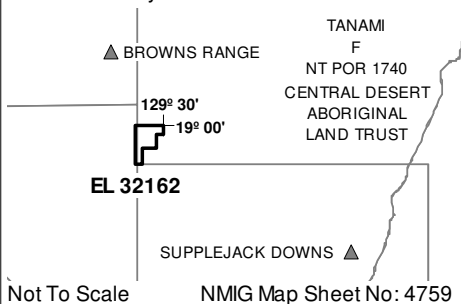 TANAMI
F
NT POR 1740
CENTRAL DESERT
ABORIGINAL
LAND TRUST
BROWNS RANGE
129º 30'
19º 00'
EL 32162
SUPPLEJACK DOWNS
Not To Scale
NMIG Map Sheet No: 4759